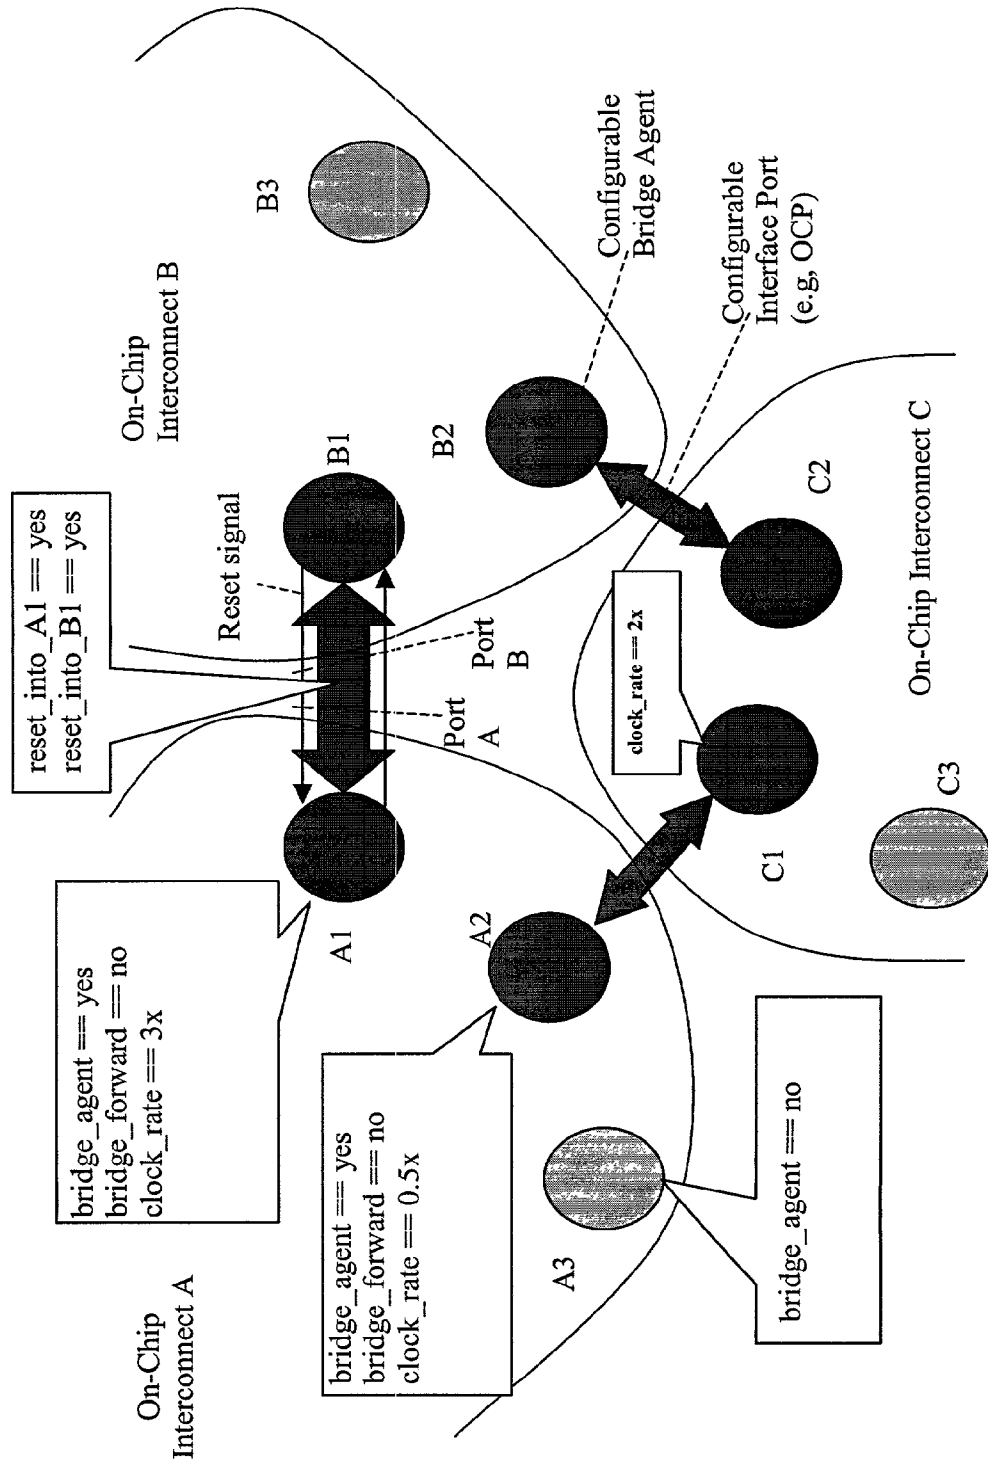 On-Chip
Interconnect A
bridge_agent == yes
bridge_forward == no
clock_rate == 3x
reset_into_A1 == yes
reset_into_B1 == yes
On-Chip
Interconnect B
Reset signal
A1
B1
B3
Port
A
Port
B
bridge_agent == yes
bridge_forward == no
clock_rate == 0.5x
A2
B2
Configurable
Bridge Agent
A3
clock_rate == 2x
Configurable
Interface Port
(e.g, OCP)
C1
C2
bridge_agent == no
C3
On-Chip Interconnect C